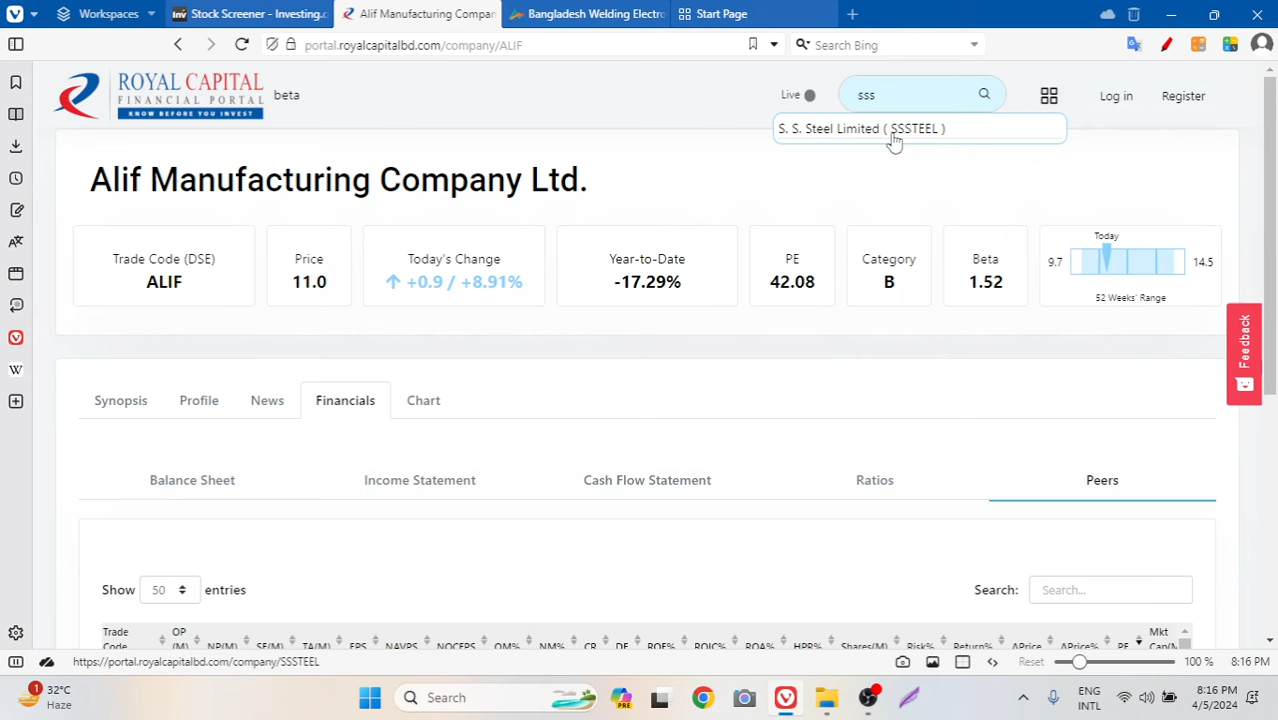 Workspaces
Stock Screener - Investing.c
Alif Manufacturing Compan
Bangladesh Welding Electro
Start Page
portal.royalcapitalbd.com/company/ALIF
Search Bing
ROYAL CAPITAL
FINANCIAL PORTAL
KNOW BEFORE YOU INVEST
beta
Live
sss
Log in
Register
S. S. Steel Limited ( SSSTEEL )
Alif Manufacturing Company Ltd.
Trade Code (DSE)
ALIF
Price
11.0
Today's Change
+0.9 / +8.91%
Year-to-Date
-17.29%
PE
42.08
Category
B
Beta
1.52
Today
9.7
14.5
52 Weeks' Range
Feedback
Synopsis
Profile
News
Financials
Chart
Balance Sheet
Income Statement
Cash Flow Statement
Ratios
Peers
Show 50 entries
Search: Search...
Trade Code
OP (M)
NP(M)
SE(M)
TA(M)
EPS
NAVPS
NOCFPS
OM%
NM%
CR
DE
ROE%
ROIC%
ROA%
HPR%
Shares(M)
Risk%
Return%
APrice
APrice%
PE
Mkt Cap(M
https://portal.royalcapitalbd.com/company/SSSTEEL
Reset
100 %
8:16 PM
1
32°C
Haze
Search
PRE
ENG
INTL
8:16 PM
4/5/2024